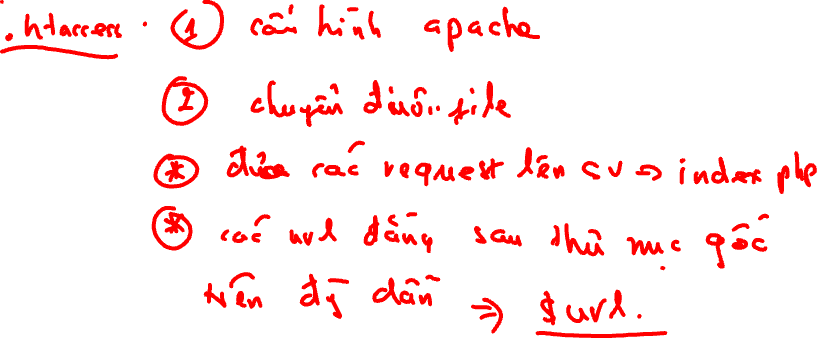 .htaccess. ① cấu hình apache
② chuyển đuôi file
* đưa các request lên sv => index php
* các url đằng sau thư mục gốc
trên đg dẫn => $url.